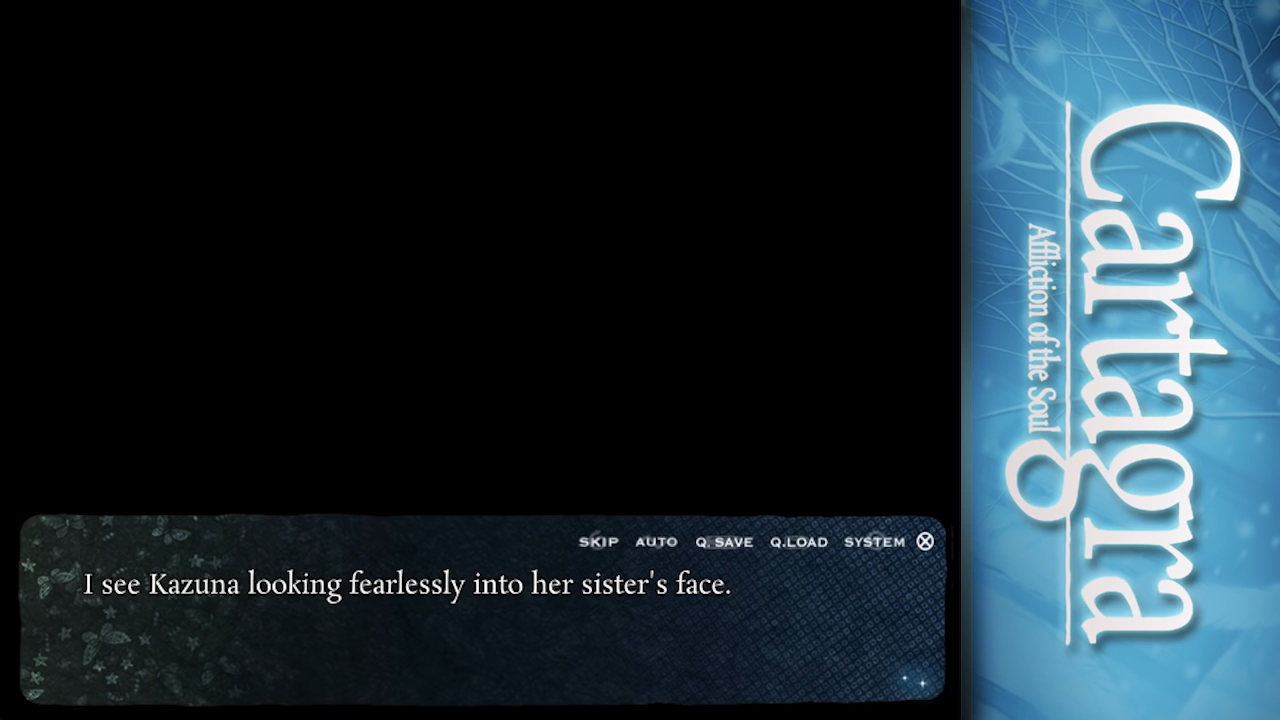 SKIP AUTO Q. SAVE Q.LOAD SYSTEM
I see Kazuna looking fearlessly into her sister's face.
Cartagra
Affliction of the Soul